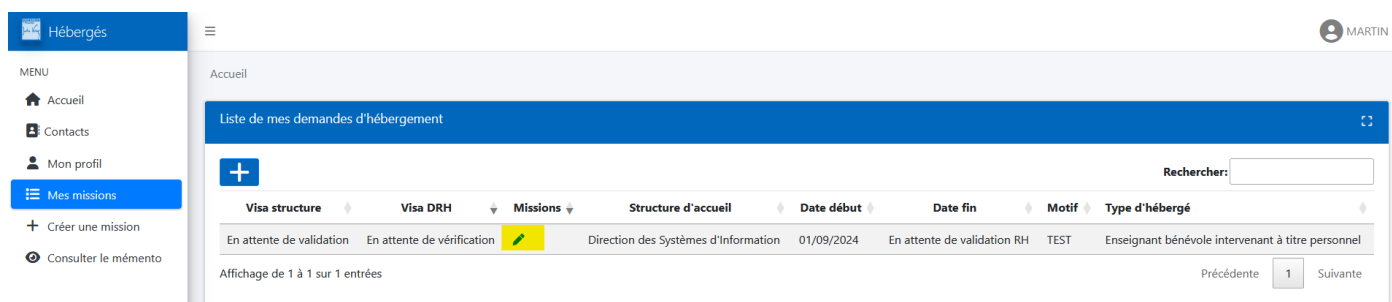 Hébergés
MARTIN
MENU
Accueil
Contacts
Mon profil
Mes missions
Créer une mission
Consulter le mémento
Accueil
Liste de mes demandes d'hébergement
Rechercher:
Visa structure Visa DRH Missions Structure d'accueil Date début Date fin Motif Type d'hébergé
En attente de validation En attente de vérification Direction des Systèmes d'Information 01/09/2024 En attente de validation RH TEST Enseignant bénévole intervenant à titre personnel
Affichage de 1 à 1 sur 1 entrées
Précédente 1 Suivante